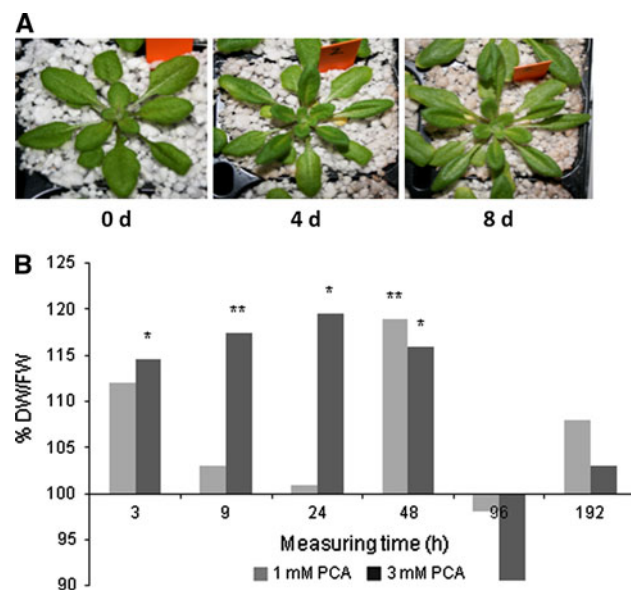 A
0 d 4 d 8 d
B
125
120
115
110
105
100
95
90
% DW/FW
*
**
*
**
*
3 9 24 48 96 192
Measuring time (h)
1 mM PCA 3 mM PCA